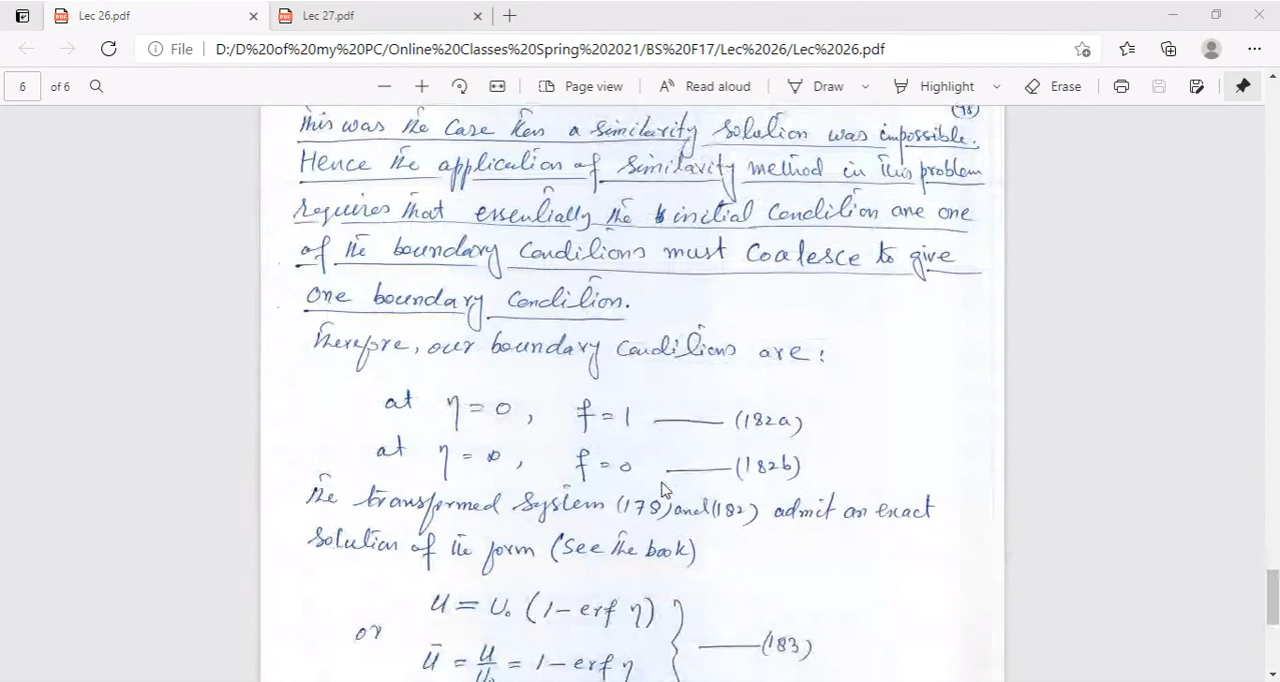 Lec 26.pdf
Lec 27.pdf
File
D:/D%20of%20my%20PC/Online%20Classes%20Spring%202021/BS%20F17/Lec%2026/Lec%2026.pdf
6 of 6
Page view
Read aloud
Draw
Highlight
Erase
This was the Case then a similarity solution was impossible.
Hence the application of similarity method in this problem
requires that essentially the initial Condition and one
of the boundary Conditions must Coalesce to give
one boundary Condition.
Therefore, our boundary Conditions are:
at η = 0, f = 1 (182a)
at η = ∞, f = 0 (182b)
The transformed System (179) and (182) admit an exact
Solution of the form (See the book)
u = U₀ (1 - erf η)
or
ū = u/U₀ = 1 - erf η
(183)